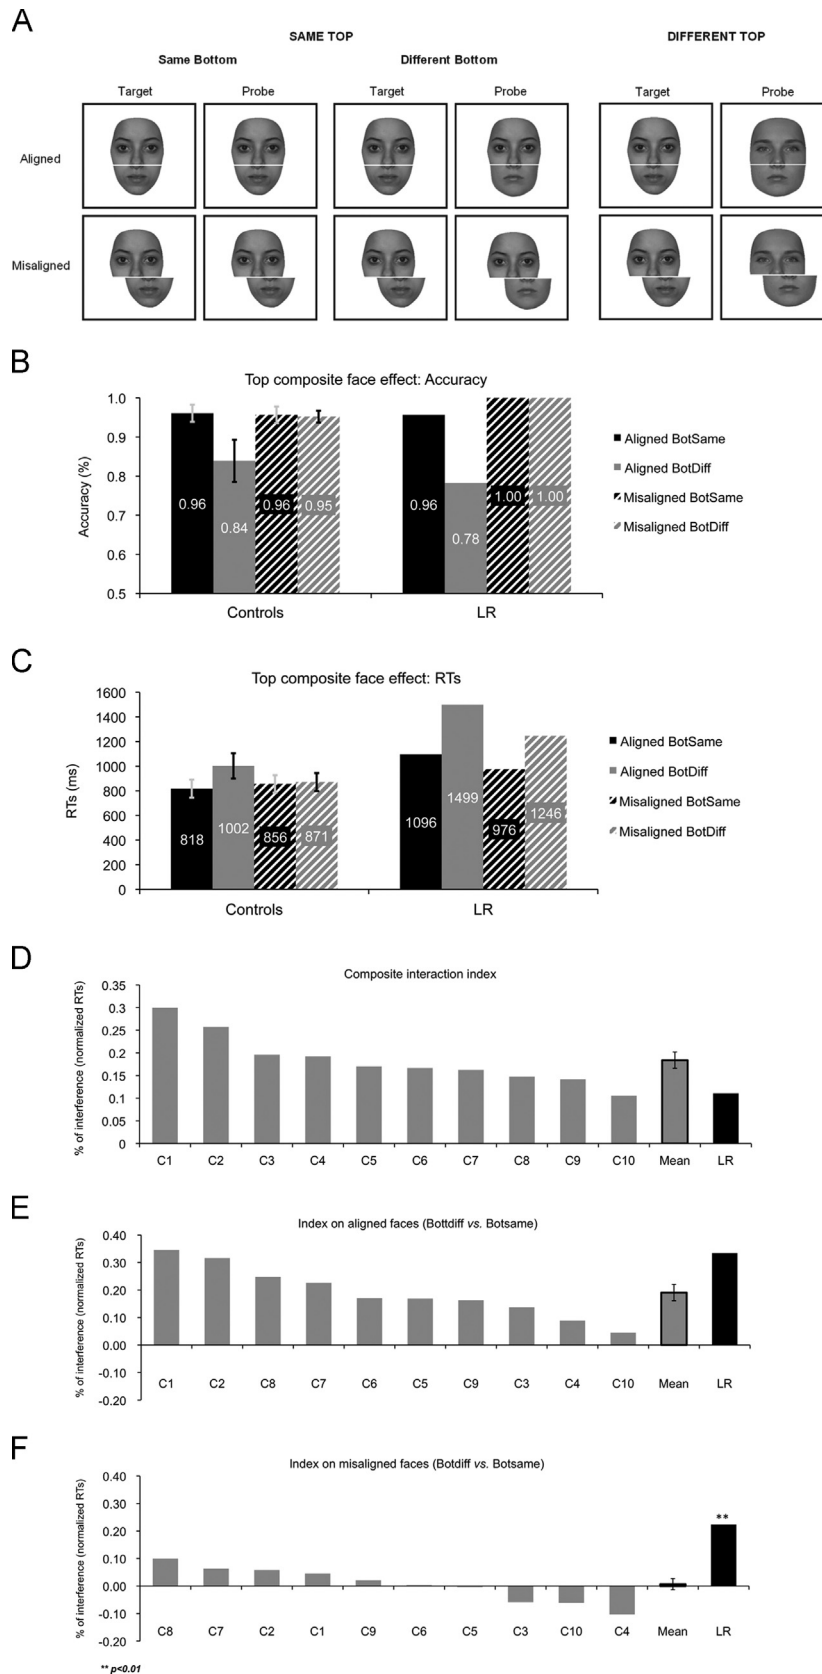 A
SAME TOP DIFFERENT TOP
Same Bottom Different Bottom
Target Probe Target Probe Target Probe
Aligned
Misaligned
B
Top composite face effect: Accuracy
Accuracy (%)
1.0
0.9
0.8
0.7
0.6
0.5
0.96 0.84 0.96 0.95 0.96 0.78 1.00 1.00
Controls LR
Aligned BotSame
Aligned BotDiff
Misaligned BotSame
Misaligned BotDiff
C
Top composite face effect: RTs
RTs (ms)
1600
1400
1200
1000
800
600
400
200
0
818 1002 856 871 1096 1499 976 1246
Controls LR
Aligned BotSame
Aligned BotDiff
Misaligned BotSame
Misaligned BotDiff
D
Composite interaction index
% of interference (normalized RTs)
0.35
0.3
0.25
0.2
0.15
0.1
0.05
0
C1 C2 C3 C4 C5 C6 C7 C8 C9 C10 Mean LR
E
Index on aligned faces (Bottdiff vs. Botsame)
% of interference (normalized RTs)
0.40
0.30
0.20
0.10
0.00
-0.10
-0.20
C1 C2 C8 C7 C6 C5 C9 C3 C4 C10 Mean LR
F
Index on misaligned faces (Botdiff vs. Botsame)
% of interference (normalized RTs)
0.40
0.30
0.20
0.10
0.00
-0.10
-0.20
**
C8 C7 C2 C1 C9 C6 C5 C3 C10 C4 Mean LR
** p<0.01